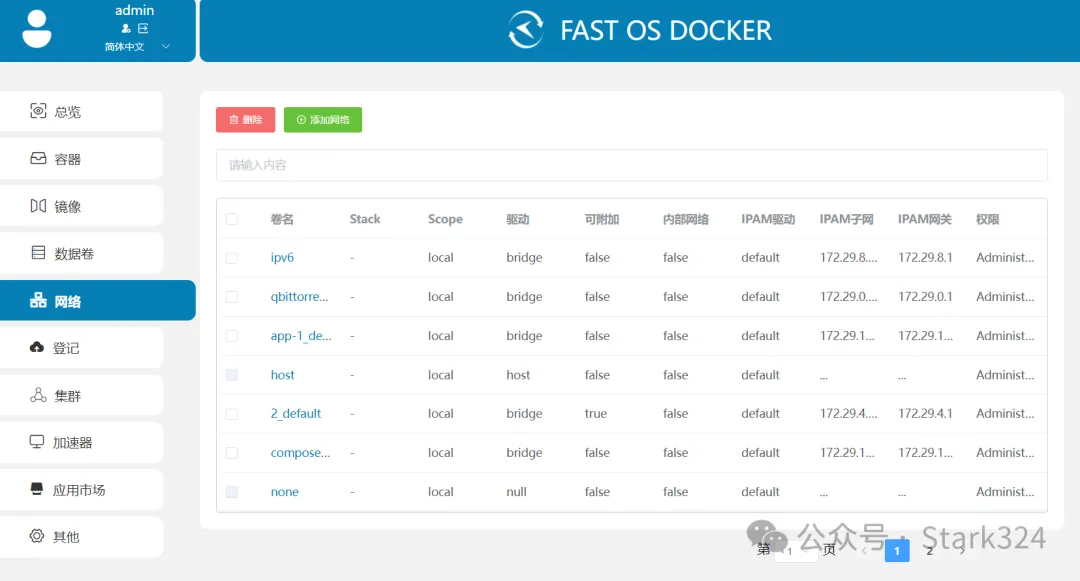 admin
简体中文
FAST OS DOCKER
总览
容器
镜像
数据卷
网络
登记
集群
加速器
应用市场
其他
删除 添加网络
请输入内容
卷名 Stack Scope 驱动 可附加 内部网络 IPAM驱动 IPAM子网 IPAM网关 权限
ipv6 - local bridge false false default 172.29.8.... 172.29.8.1 Administ...
qbittorre... - local bridge false false default 172.29.0.... 172.29.0.1 Administ...
app-1_de... - local bridge false false default 172.29.1... 172.29.1... Administ...
host - local host false false default ... ... Administ...
2_default - local bridge true false default 172.29.4.... 172.29.4.1 Administ...
compose... - local bridge false false default 172.29.1... 172.29.1... Administ...
none - local null false false default ... ... Administ...
第 1 页 1 2
公众号 · Stark324